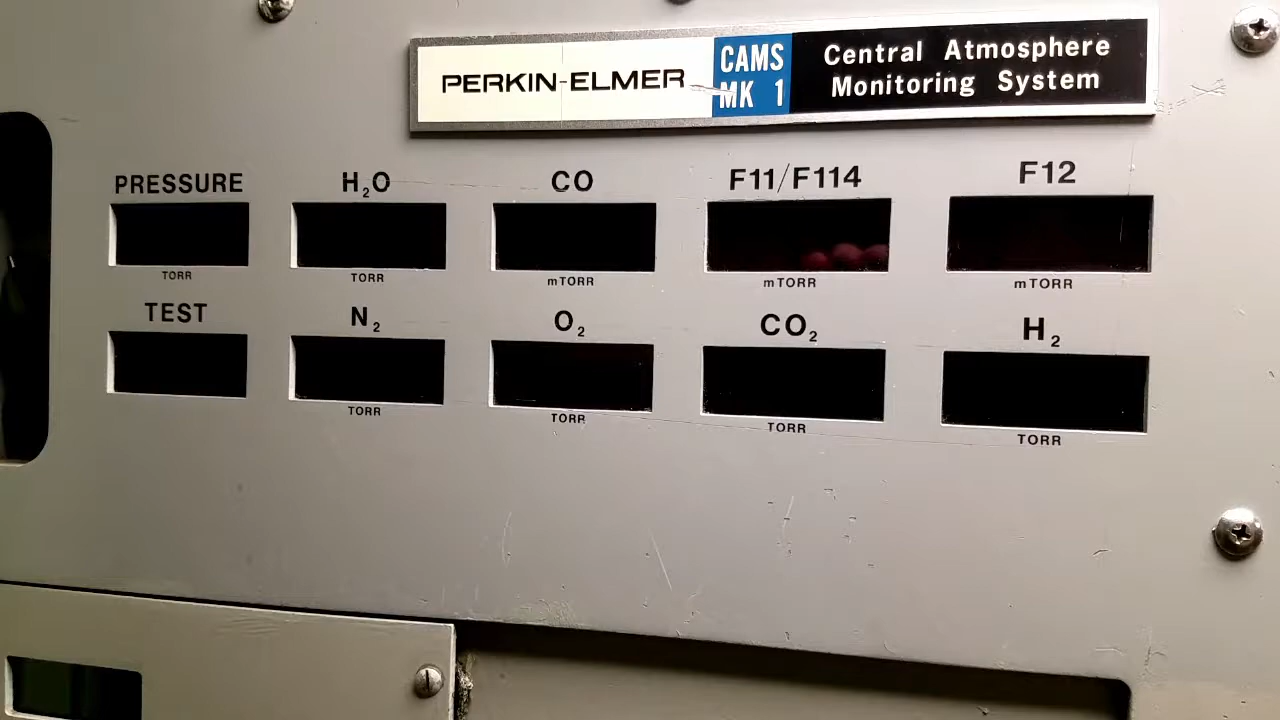 PERKIN-ELMER
CAMS
MK 1
Central Atmosphere
Monitoring System
PRESSURE
H₂O
CO
F11/F114
F12
TORR
TORR
mTORR
mTORR
mTORR
TEST
N₂
O₂
CO₂
H₂
TORR
TORR
TORR
TORR